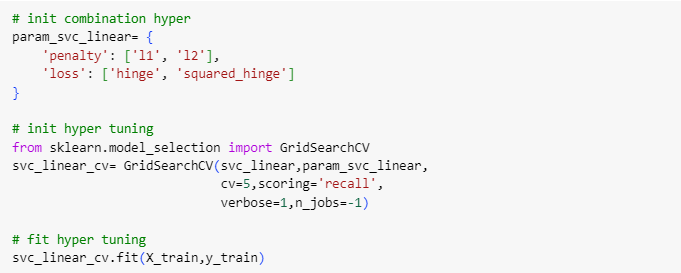 # init combination hyper
param_svc_linear= {
    'penalty': ['l1', 'l2'],
    'loss': ['hinge', 'squared_hinge']
}

# init hyper tuning
from sklearn.model_selection import GridSearchCV
svc_linear_cv= GridSearchCV(svc_linear,param_svc_linear,
                            cv=5,scoring='recall',
                            verbose=1,n_jobs=-1)

# fit hyper tuning
svc_linear_cv.fit(X_train,y_train)